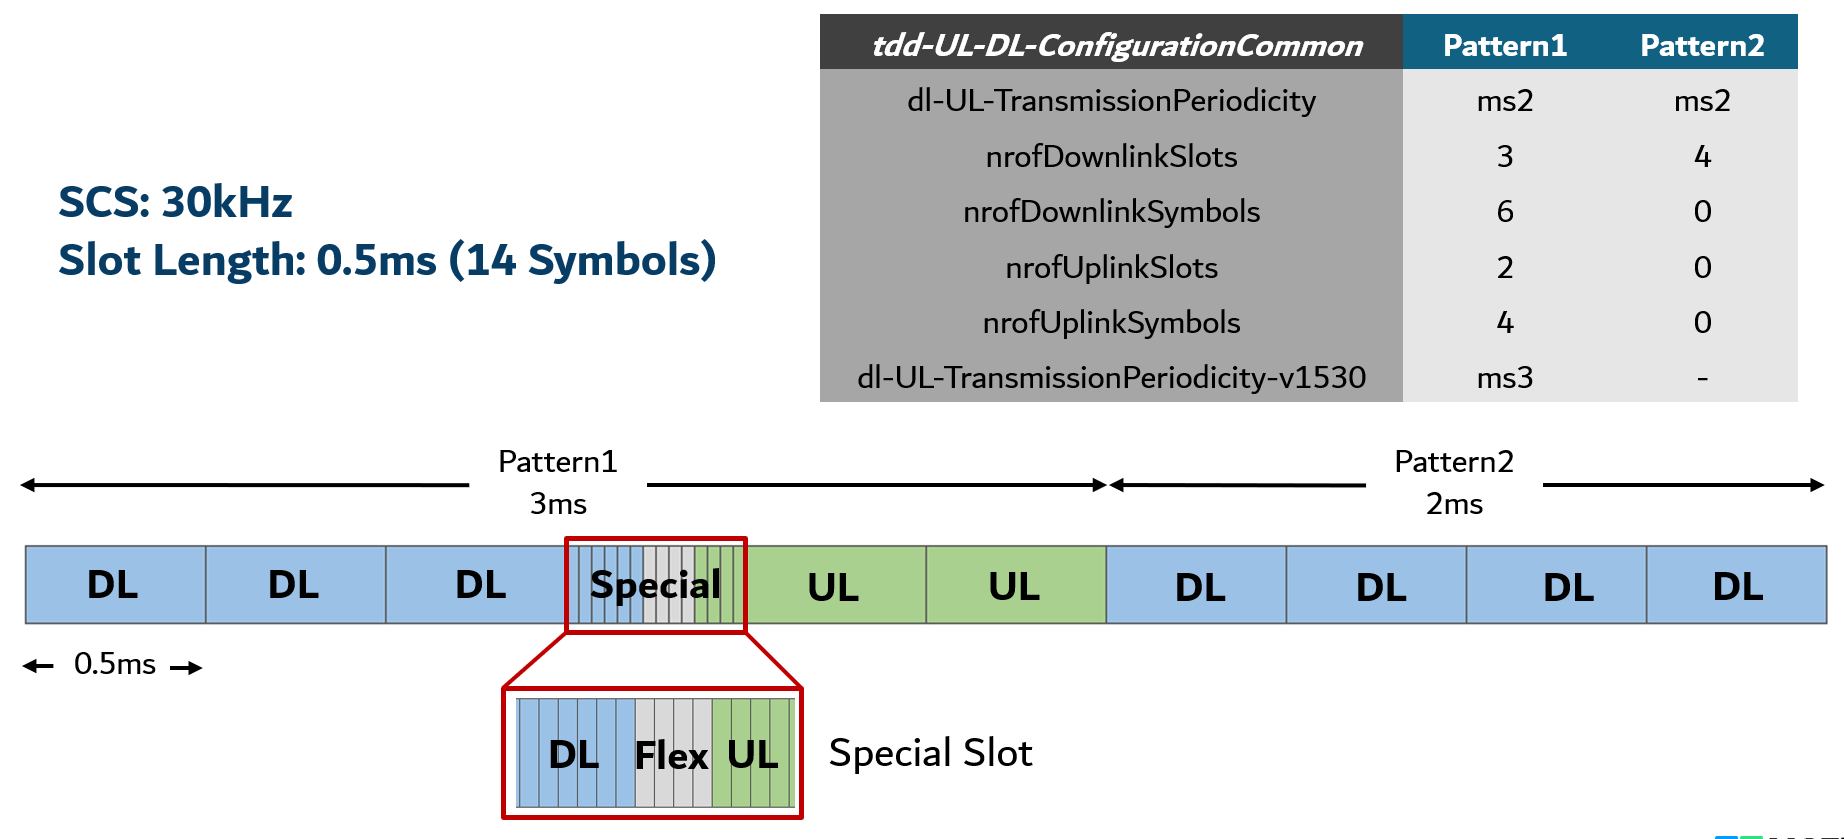 tdd-UL-DL-ConfigurationCommon Pattern1 Pattern2
dl-UL-TransmissionPeriodicity ms2 ms2
nrofDownlinkSlots 3 4
nrofDownlinkSymbols 6 0
nrofUplinkSlots 2 0
nrofUplinkSymbols 4 0
dl-UL-TransmissionPeriodicity-v1530 ms3 -
SCS: 30kHz
Slot Length: 0.5ms (14 Symbols)
Pattern1
3ms
Pattern2
2ms
DL DL DL Special UL UL DL DL DL DL
0.5ms
DL Flex UL
Special Slot